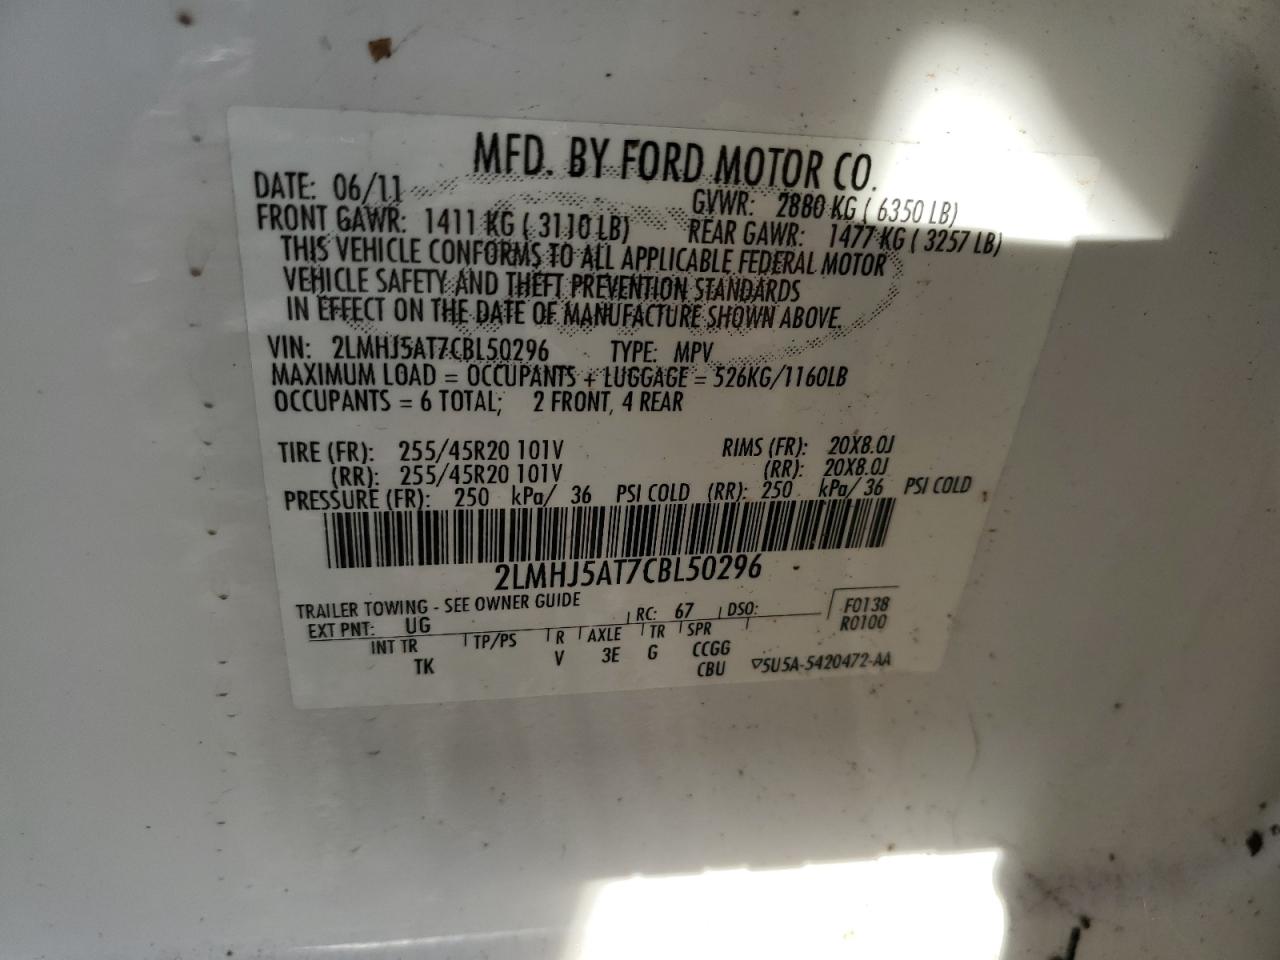 MFD. BY FORD MOTOR CO.
DATE: 06/11 GVWR: 2880 KG ( 6350 LB)
FRONT GAWR: 1411 KG ( 3110 LB) REAR GAWR: 1477 KG ( 3257 LB)
THIS VEHICLE CONFORMS TO ALL APPLICABLE FEDERAL MOTOR
VEHICLE SAFETY AND THEFT PREVENTION STANDARDS
IN EFFECT ON THE DATE OF MANUFACTURE SHOWN ABOVE.
VIN: 2LMHJ5AT7CBL50296 TYPE: MPV
MAXIMUM LOAD = OCCUPANTS + LUGGAGE = 526KG/1160LB
OCCUPANTS = 6 TOTAL; 2 FRONT, 4 REAR
TIRE (FR): 255/45R20 101V RIMS (FR): 20X8.0J
(RR): 255/45R20 101V (RR): 20X8.0J
PRESSURE (FR): 250 kPa/ 36 PSI COLD (RR): 250 kPa/ 36 PSI COLD
2LMHJ5AT7CBL50296
TRAILER TOWING - SEE OWNER GUIDE
EXT PNT: UG RC: 67 DSO: F0138
R0100
INT TR TP/PS R AXLE TR SPR
TK V 3E G CCGG
CBU ▽5U5A-5420472-AA